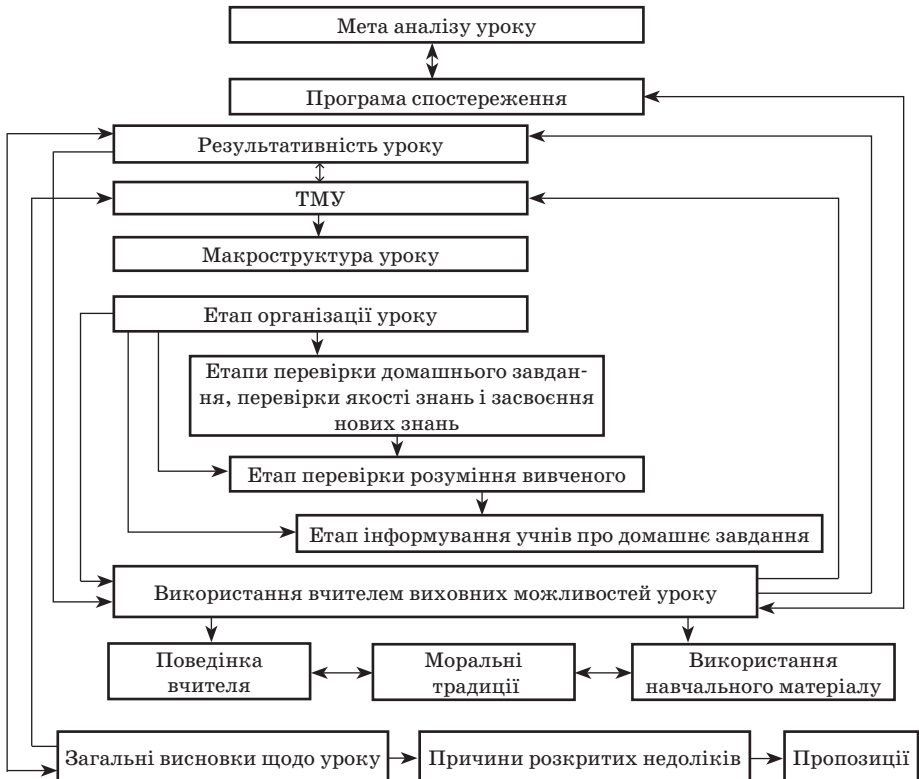 Мета аналізу уроку
Програма спостереження
Результативність уроку
ТМУ
Макроструктура уроку
Етап організації уроку
Етапи перевірки домашнього завдан-
ня, перевірки якості знань і засвоєння
нових знань
Етап перевірки розуміння вивченого
Етап інформування учнів про домашнє завдання
Використання вчителем виховних можливостей уроку
Поведінка
вчителя
Моральні
традиції
Використання
навчального матеріалу
Загальні висновки щодо уроку
Причини розкритих недоліків
Пропозиції